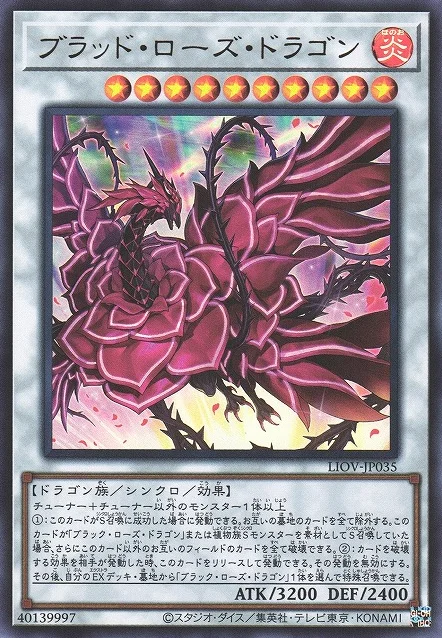 ブラッド・ローズ・ドラゴン
炎
LIOV-JP035
【ドラゴン族／シンクロ／効果】
チューナー＋チューナー以外のモンスター1体以上
①：このカードがS召喚に成功した場合に発動できる。お互いの墓地のカードを全て除外する。この
カードが「ブラック・ローズ・ドラゴン」または植物族Sモンスターを素材としてS召喚していた
場合、さらにこのカード以外のお互いのフィールドのカードを全て破壊できる。②：カードを破壊
する効果を相手が発動した時、このカードをリリースして発動できる。その発動を無効にする。
その後、自分のEXデッキ・墓地から「ブラック・ローズ・ドラゴン」1体を選んで特殊召喚できる。
ATK/3200 DEF/2400
40139997
©スタジオ・ダイス／集英社・テレビ東京・KONAMI